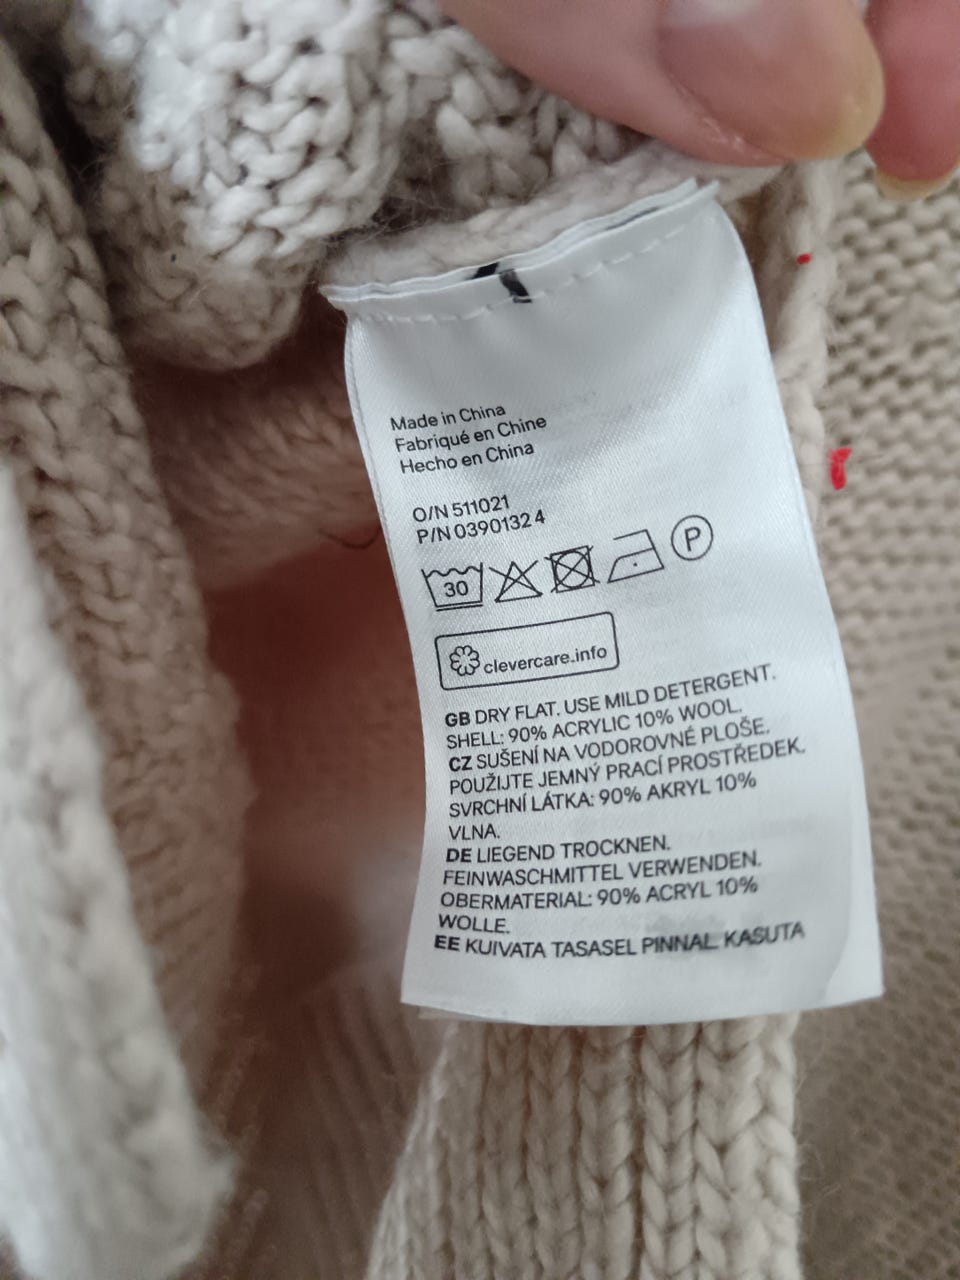 Made in China
Fabriqué en Chine
Hecho en China
O/N 511021
P/N 0390132 4
30 P
clevercare.info
GB DRY FLAT. USE MILD DETERGENT.
SHELL: 90% ACRYLIC 10% WOOL.
CZ SUŠENÍ NA VODOROVNÉ PLOŠE.
POUŽIJTE JEMNÝ PRACÍ PROSTŘEDEK.
SVRCHNÍ LÁTKA: 90% AKRYL 10%
VLNA.
DE LIEGEND TROCKNEN.
FEINWASCHMITTEL VERWENDEN.
OBERMATERIAL: 90% ACRYL 10%
WOLLE.
EE KUIVATA TASASEL PINNAL. KASUTA